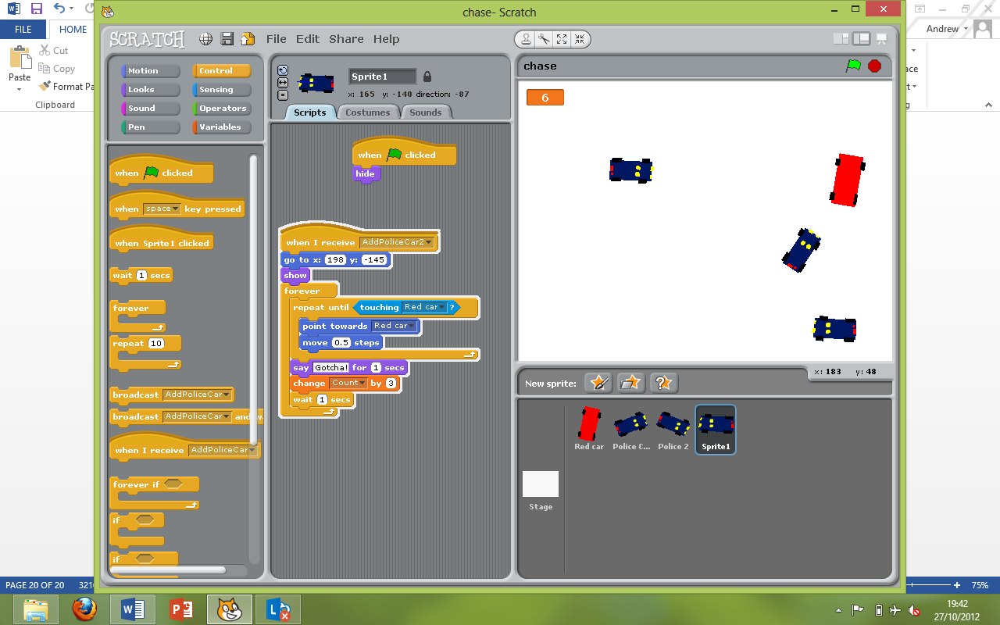 chase- Scratch
FILE
HOME
Andrew
Paste
Cut
Copy
Format Pa
Clipboard
SCRATCH
File Edit Share Help
Motion
Control
Looks
Sensing
Sound
Operators
Pen
Variables
Sprite1
x: 165 y: -140 direction: -87
Scripts
Costumes
Sounds
when clicked
when space key pressed
when Sprite1 clicked
wait 1 secs
forever
repeat 10
broadcast AddPoliceCar
broadcast AddPoliceCar and w
when I receive AddPoliceCar
forever if
if
if
when clicked
hide
when I receive AddPoliceCar2
go to x: 198 y: -145
show
forever
repeat until touching Red car ?
point towards Red car
move 0.5 steps
say Gotcha! for 1 secs
change Count by 3
wait 1 secs
chase
6
x: 183 y: 48
New sprite:
Red car
Police C...
Police 2
Sprite1
Stage
ace
PAGE 20 OF 20
321
75%
19:42
27/10/2012